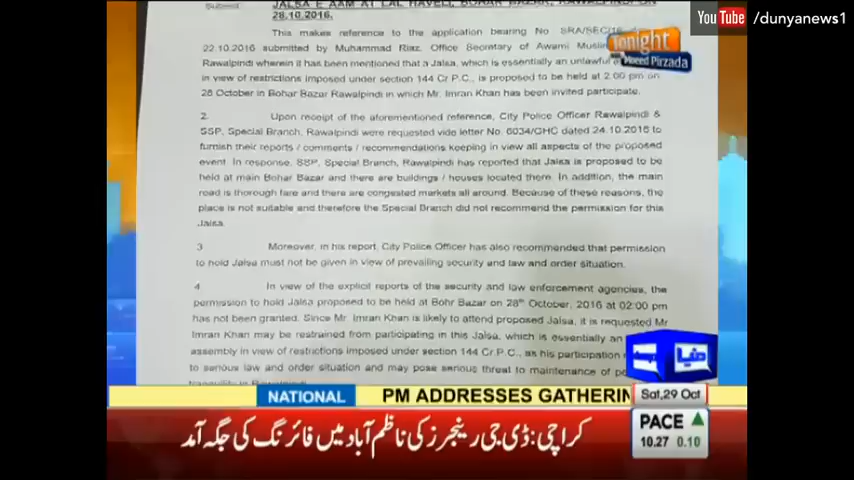 YouTube /dunyanews1
JALSA E AAM AT LAL HAVELI, BOHAR BAZAR, RAWALPINDI ON
28.10.2016.
This makes reference to the application bearing No. SRA/SEC/16
22.10.2016 submitted by Muhammad Riaz, Office Secretary of Awami Muslim
Rawalpindi wherein it has been mentioned that a Jalsa, which is essentially an unlawful
in view of restrictions imposed under section 144 Cr.P.C., is proposed to be held at 2:00 pm on
28 October in Bohar Bazar Rawalpindi in which Mr. Imran Khan has been invited participate.
2. Upon receipt of the aforementioned reference, City Police Officer Rawalpindi &
SSP, Special Branch, Rawalpindi were requested vide letter No. 6034/CHC dated 24.10.2016 to
furnish their reports / comments / recommendations keeping in view all aspects of the proposed
event. In response, SSP, Special Branch, Rawalpindi has reported that Jalsa is proposed to be
held at main Bohar Bazar and there are buildings / houses located there. In addition, the main
road is thorough fare and there are congested markets all around. Because of these reasons, the
place is not suitable and therefore the Special Branch did not recommend the permission for this
Jalsa.
3 Moreover, in his report, City Police Officer has also recommended that permission
to hold Jalsa must not be given in view of prevailing security and law and order situation.
4 In view of the explicit reports of the security and law enforcement agencies, the
permission to hold Jalsa proposed to be held at Bohr Bazar on 28th October, 2016 at 02:00 pm
has not been granted. Since Mr. Imran Khan is likely to attend proposed Jalsa, it is requested Mr
Imran Khan may be restrained from participating in this Jalsa, which is essentially an
assembly in view of restrictions imposed under section 144 Cr.P.C., as his participation
to serious law and order situation and may pose serious threat to maintenance of
tranquility in Rawalpindi
Tonight
Moeed Pirzada
دنیا
NATIONAL PM ADDRESSES GATHERIN
Sat,29 Oct
PACE
10.27 0.10
کراچی: ڈی جی رینجرز کی ناظم آباد میں فائرنگ کی جگہ آمد